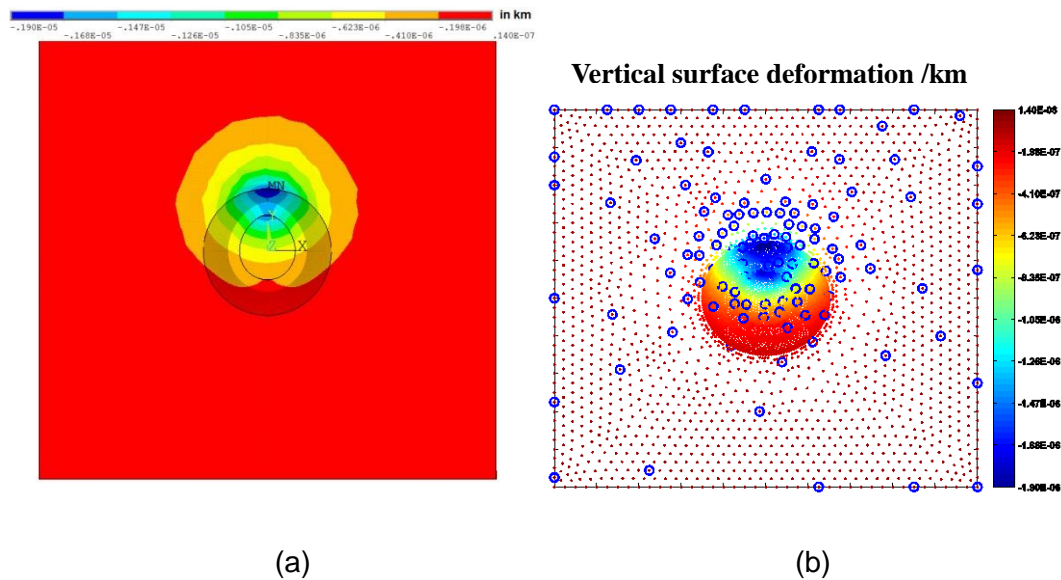 in km
-.190E-05 -.147E-05 -.105E-05 -.623E-06 -.198E-06
-.168E-05 -.126E-05 -.835E-06 -.410E-06 .140E-07
MN
Y
Z X
Vertical surface deformation /km
1.40E-08
-1.98E-07
-4.10E-07
-6.23E-07
-8.35E-07
-1.05E-06
-1.26E-06
-1.47E-06
-1.68E-06
-1.90E-06
(a) (b)